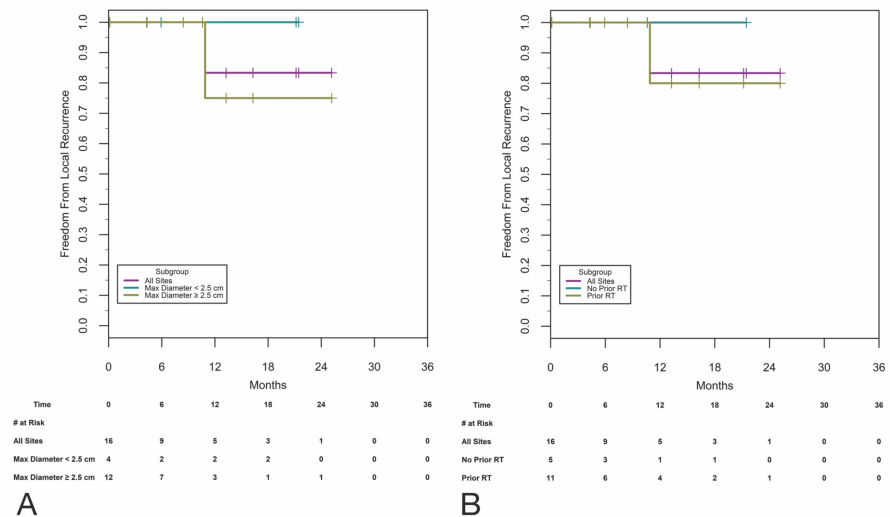 1.0
0.9
0.8
0.7
0.6
0.5
0.4
0.3
0.2
0.1
0.0
Freedom From Local Recurrence
Subgroup
All Sites
Max Diameter < 2.5 cm
Max Diameter ≥ 2.5 cm
0 6 12 18 24 30 36
Months
Time 0 6 12 18 24 30 36
# at Risk
All Sites 16 9 5 3 1 0 0
Max Diameter < 2.5 cm 4 2 2 2 0 0 0
Max Diameter ≥ 2.5 cm 12 7 3 1 1 0 0
A
1.0
0.9
0.8
0.7
0.6
0.5
0.4
0.3
0.2
0.1
0.0
Freedom From Local Recurrence
Subgroup
All Sites
No Prior RT
Prior RT
0 6 12 18 24 30 36
Months
Time 0 6 12 18 24 30 36
# at Risk
All Sites 16 9 5 3 1 0 0
No Prior RT 5 3 1 1 0 0 0
Prior RT 11 6 4 2 1 0 0
B